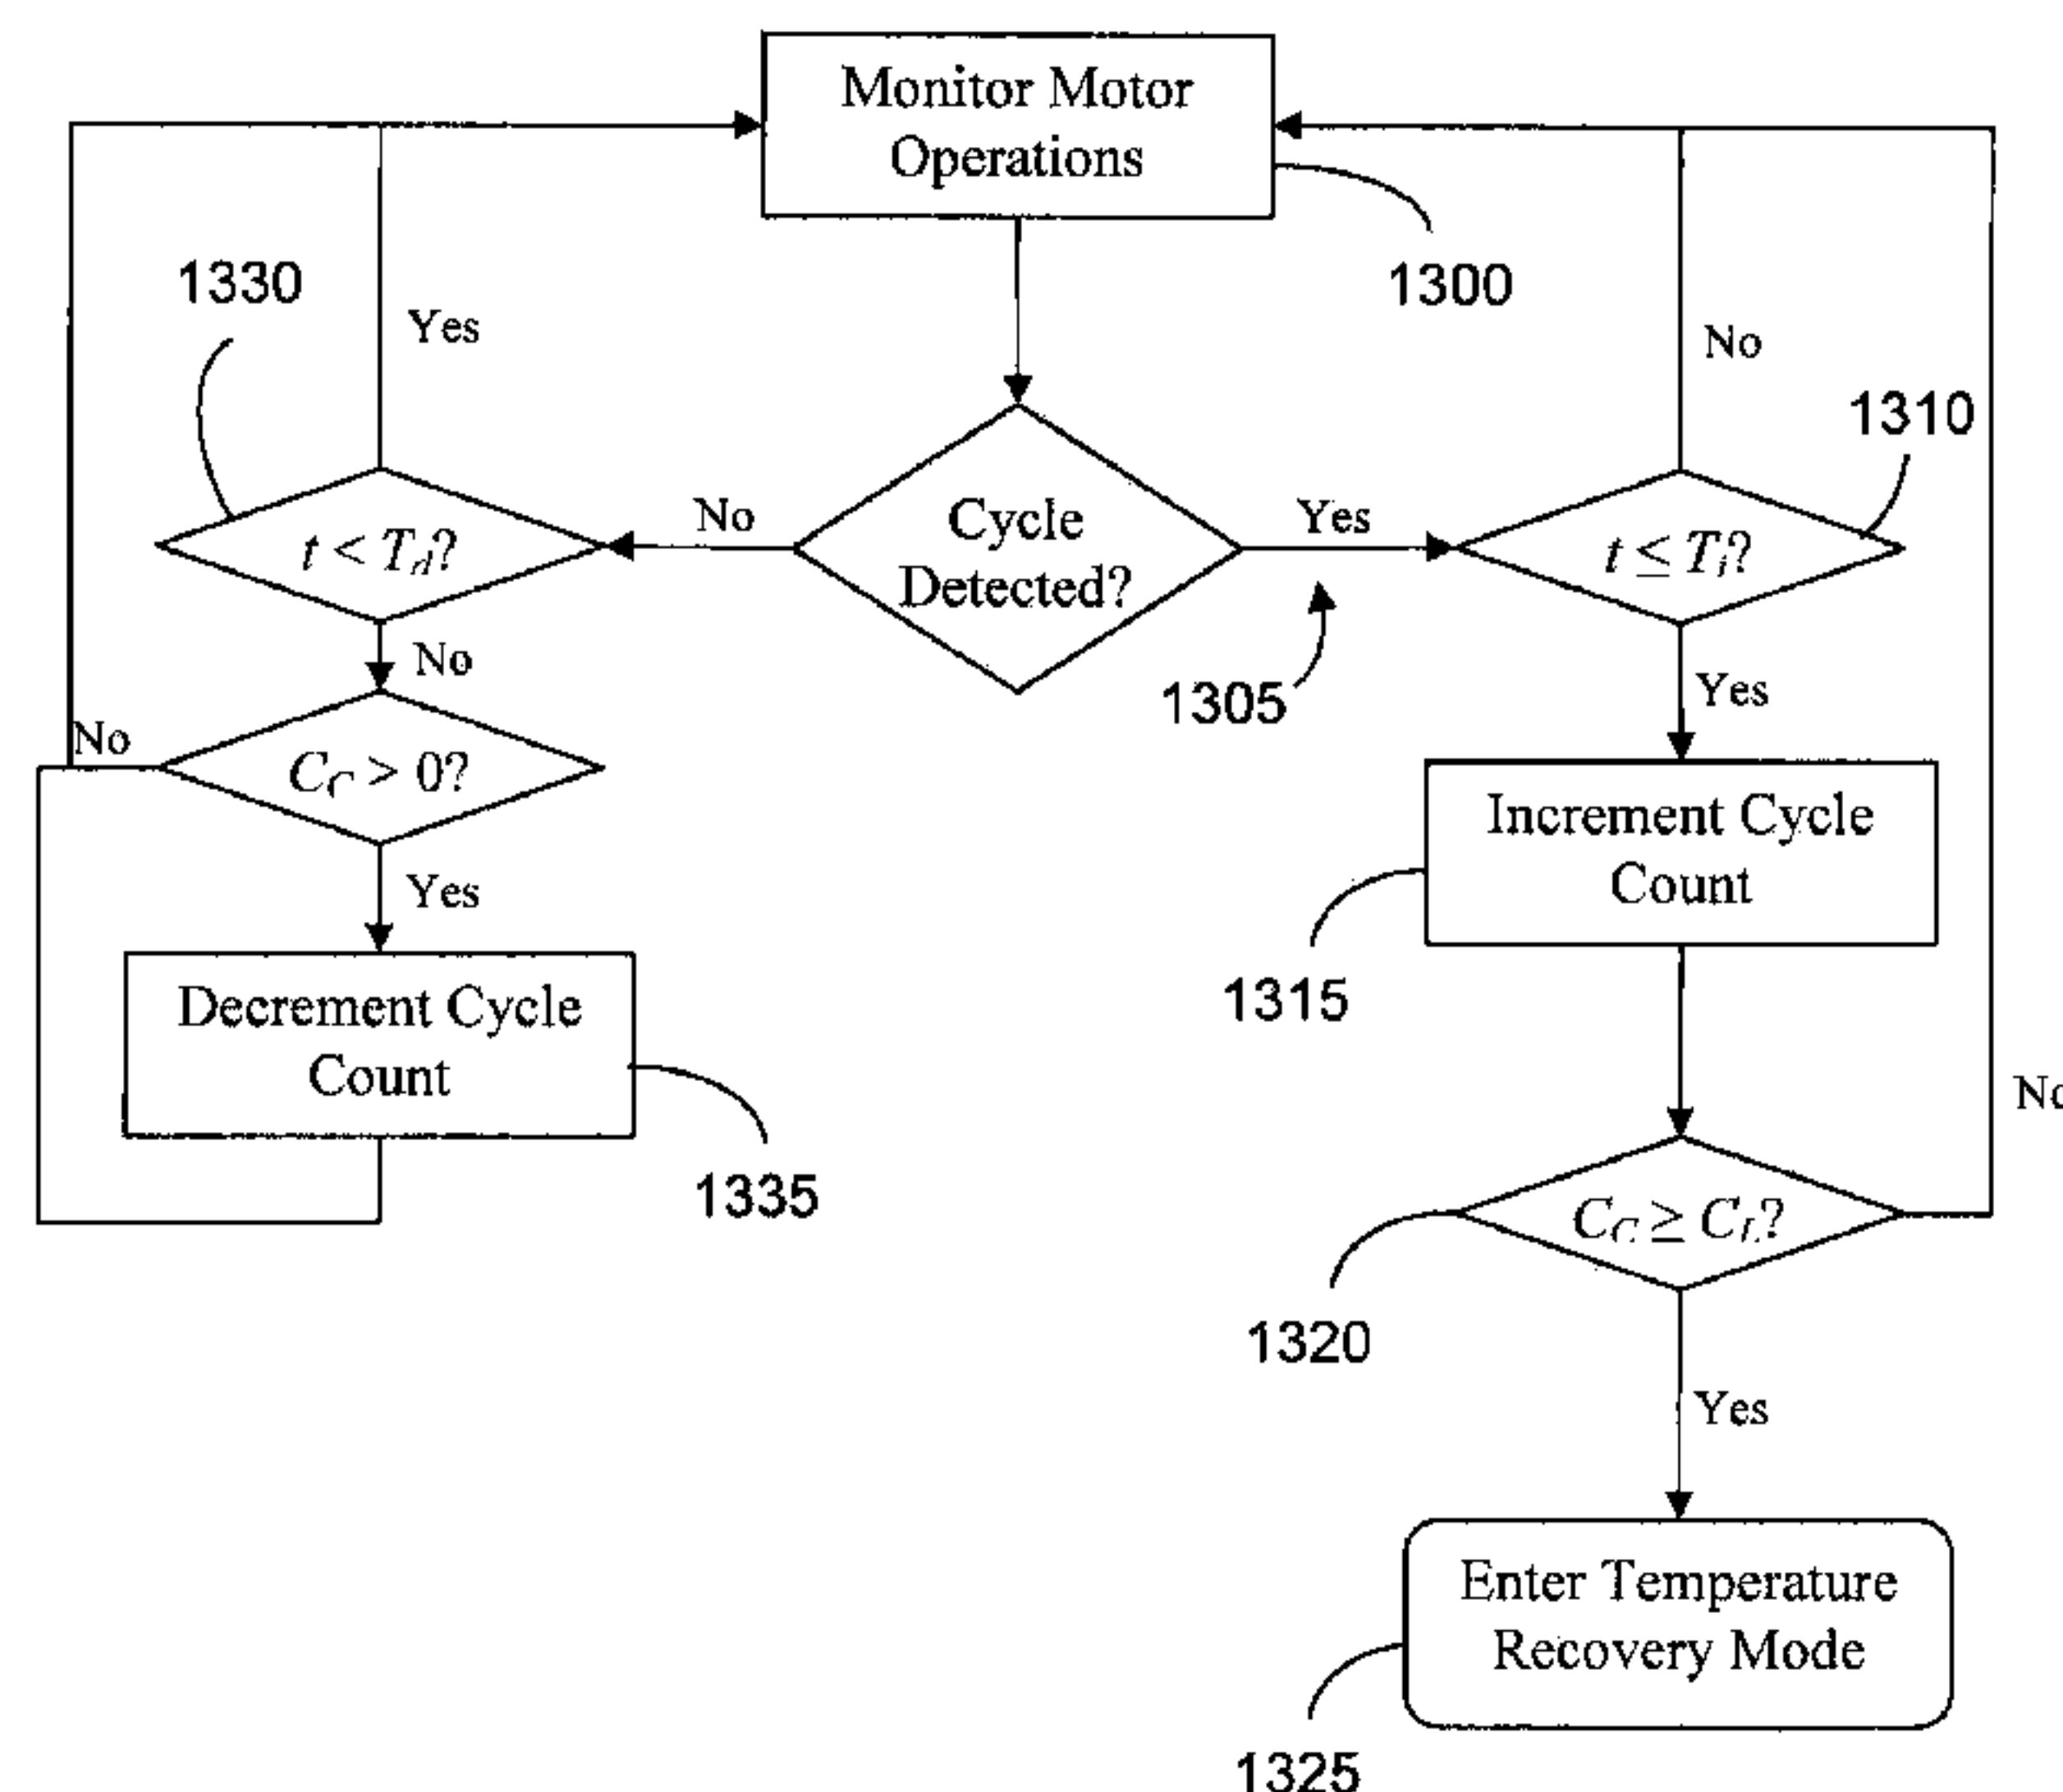 Monitor Motor
Operations
1300
1330
Yes
No
1310
t < Td?
No
Cycle
Detected?
Yes
t ≤ Ti?
1305
No
Yes
No
CC > 0?
Increment Cycle
Count
Yes
1315
Decrement Cycle
Count
1335
No
CC ≥ CL?
1320
Yes
Enter Temperature
Recovery Mode
1325